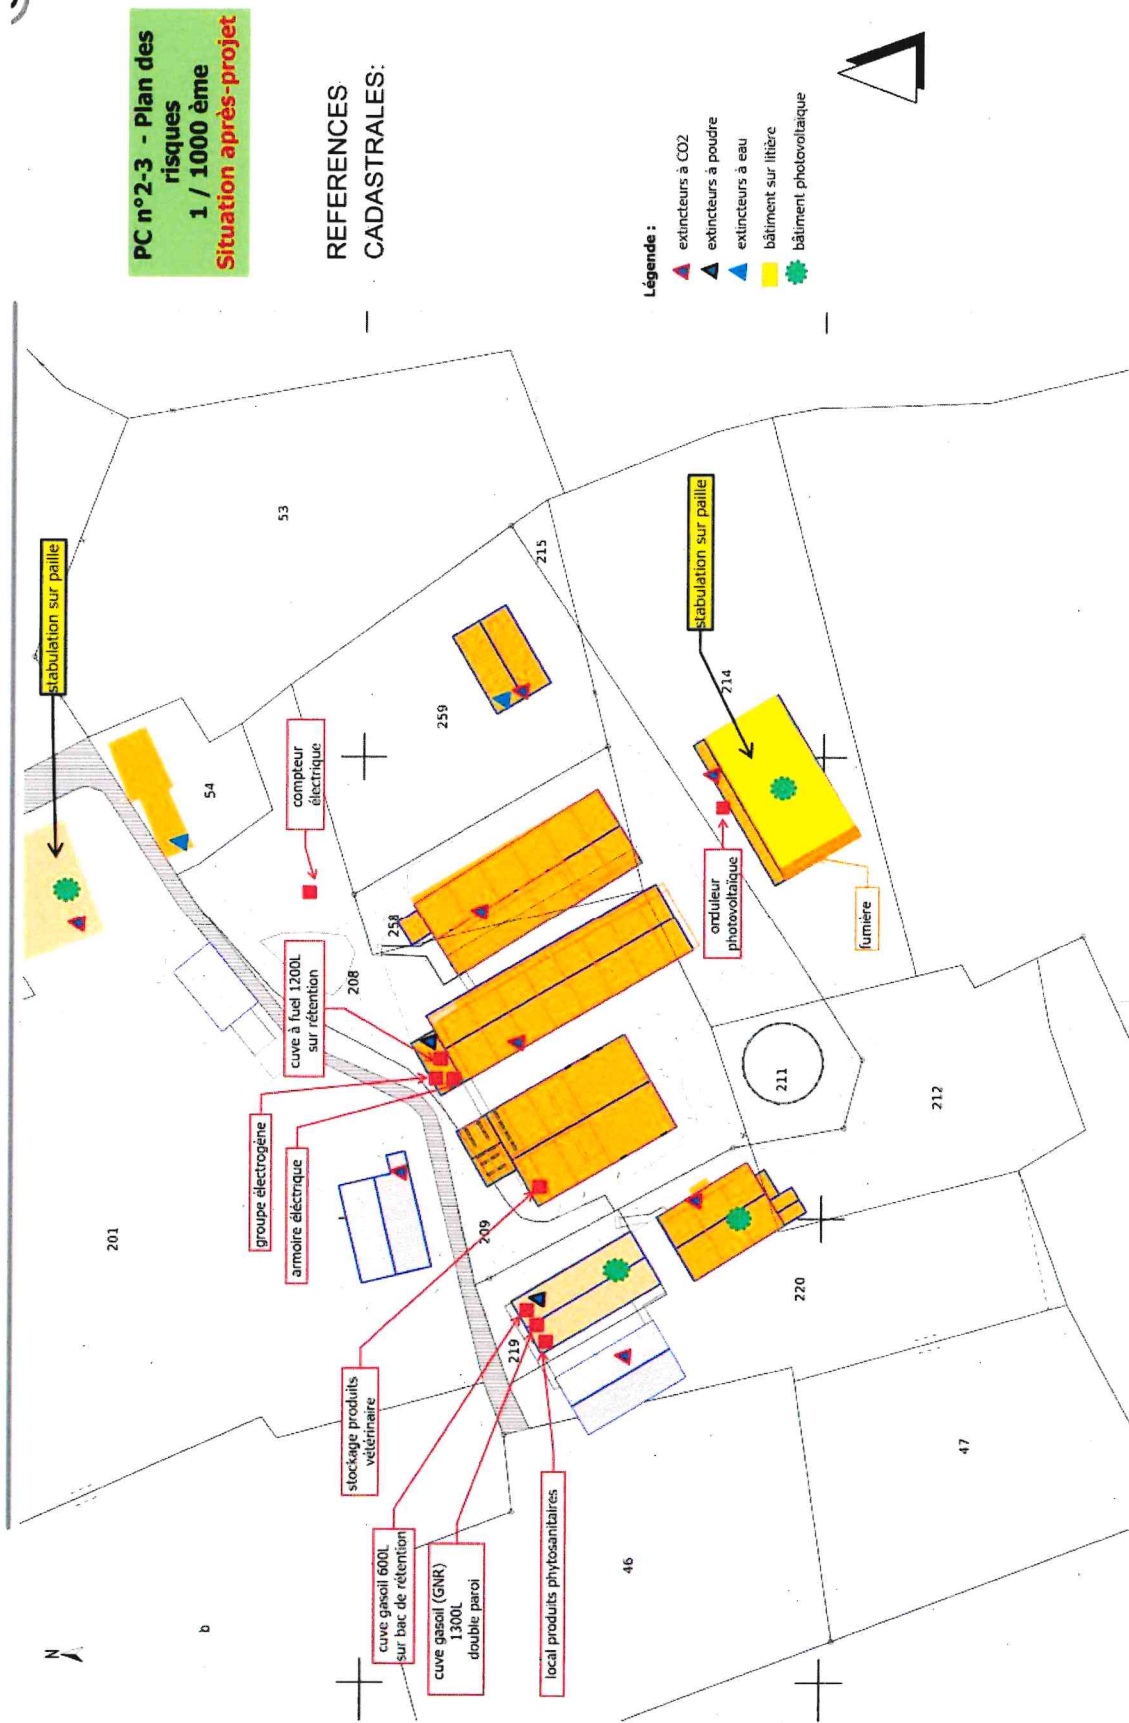 PC n°2-3 - Plan des
risques
1 / 1000 ème
Situation après-projet
REFERENCES
CADASTRALES:
Légende :
extincteurs à CO2
extincteurs à poudre
extincteurs à eau
bâtiment sur litière
bâtiment photovoltaique
N
b
201
53
54
stabulation sur paille
compteur
électrique
208
258
259
215
cuve à fuel 1200L
sur rétention
groupe électrogène
armoire éléctrique
209
stockage produits
vétérinaire
219
cuve gasoil 600L
sur bac de rétention
cuve gasoil (GNR)
1300L
double paroi
local produits phytosanitaires
46
47
220
211
212
214
stabulation sur paille
onduleur
photovoltaïque
fumière